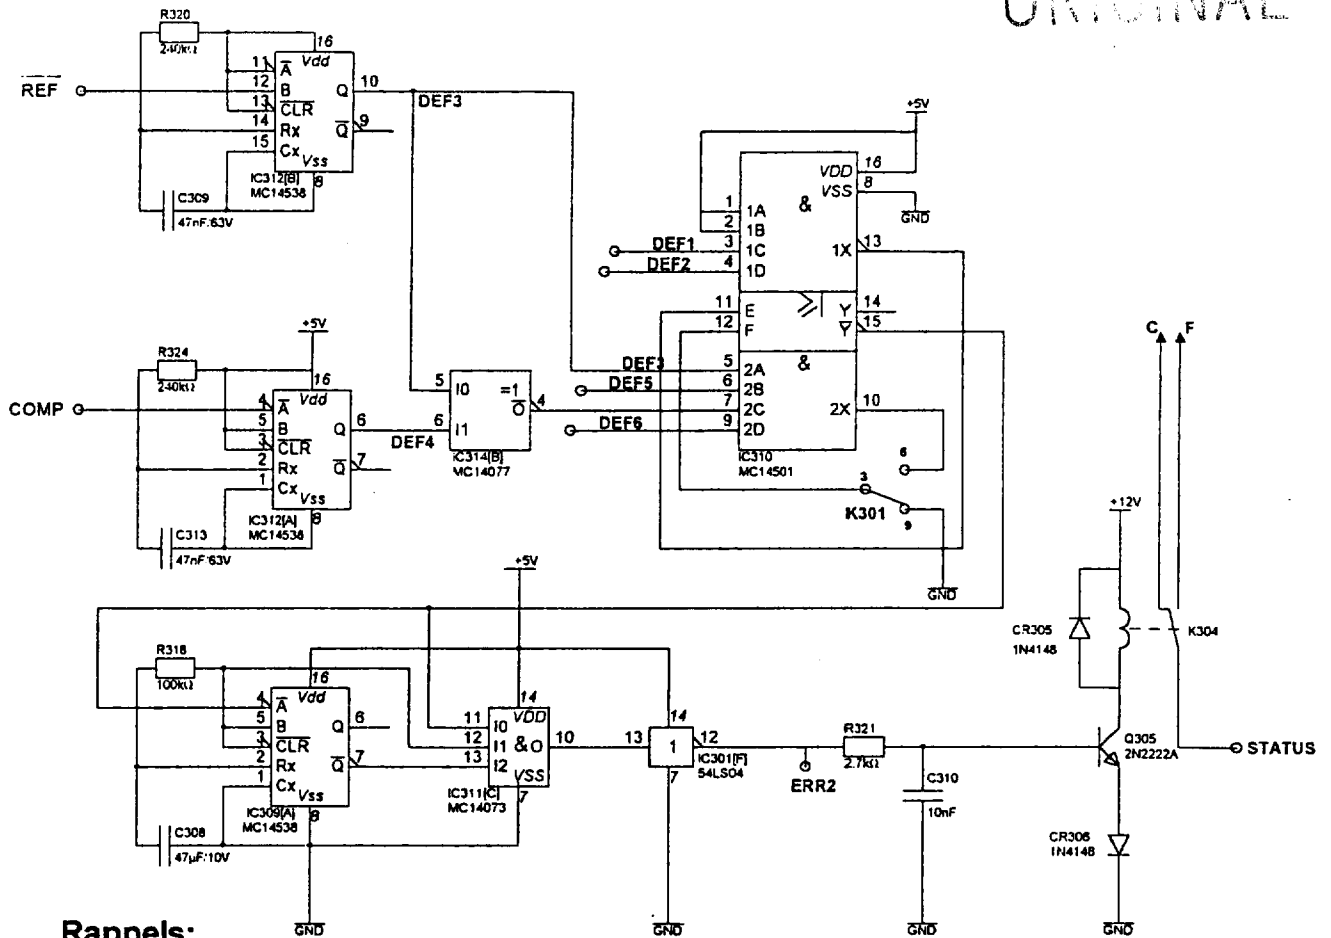 ORIGINAL
R320
240kΩ
16
Vdd
11 A
12 B Q 10
13 CLR
14 Rx Q 9
15 Cx
Vss
8
REF
DEF3
IC312[B]
MC14538
C309
47nF/63V
+5V
VDD 16
VSS 8
GND
&
1 1A
2 1B
DEF1 3 1C 1X 13
DEF2 4 1D
11 E Y 14
12 F Y 15
≥1
&
DEF3 5 2A
DEF5 6 2B
7 2C 2X 10
DEF6 9 2D
IC310
MC14501
6
3
K301
9
GND
+5V
R324
240kΩ
16
Vdd
COMP
4 A
5 B Q 6
3 CLR
2 Rx Q 7
1 Cx
Vss
8
DEF4
IC312[A]
MC14538
C313
47nF/63V
5 I0 =1
O 4
6 I1
IC314[B]
MC14077
C F
+12V
CR305
1N4148
K304
+5V
R318
100kΩ
16
Vdd
4 A
5 B Q 6
3 CLR
2 Rx Q 7
1 Cx
Vss
8
IC309[A]
MC14538
C308
47µF/10V
14
VDD
11 I0
12 I1 & O 10
13 I2
VSS
7
IC311[C]
MC14073
14
13 1 12
IC301[F]
54LS04
7
ERR2
R321
2.7kΩ
C310
10nF
Q305
2N2222A
STATUS
CR306
1N4148
GND
GND
GND
GND
Rappels: